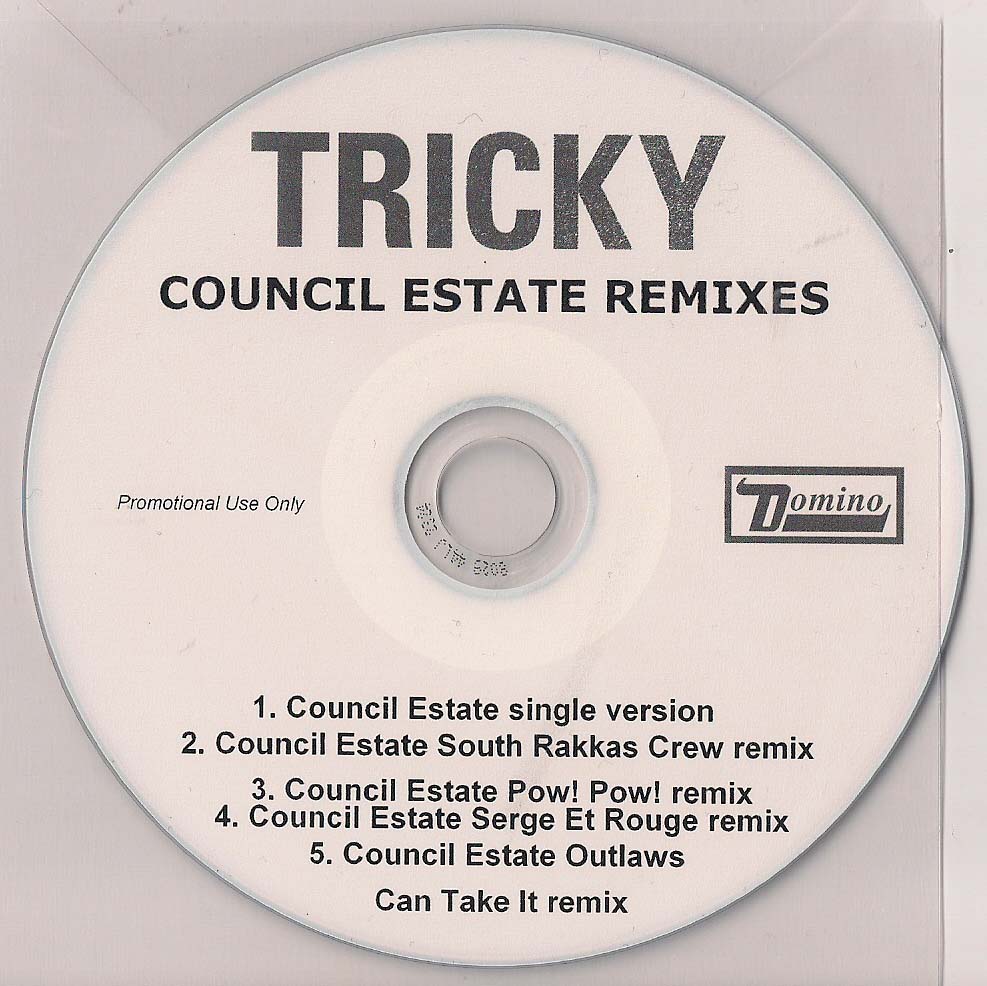 TRICKY
COUNCIL ESTATE REMIXES
Promotional Use Only
Domino
1. Council Estate single version
2. Council Estate South Rakkas Crew remix
3. Council Estate Pow! Pow! remix
4. Council Estate Serge Et Rouge remix
5. Council Estate Outlaws
Can Take It remix